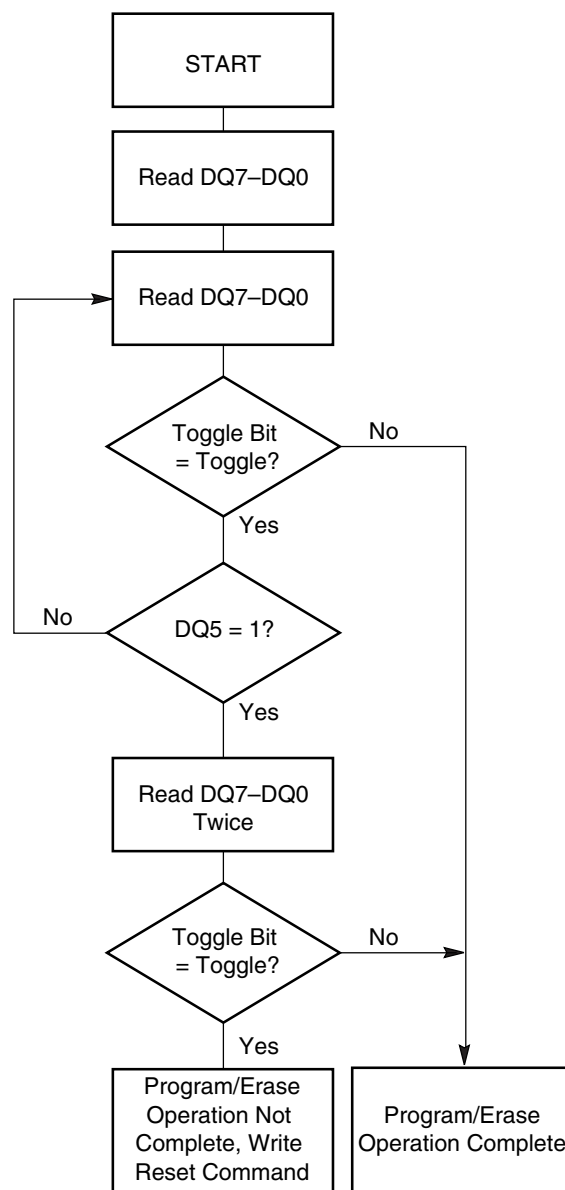 START
Read DQ7–DQ0
Read DQ7–DQ0
Toggle Bit
= Toggle?
No
Yes
No
DQ5 = 1?
Yes
Read DQ7–DQ0
Twice
Toggle Bit
= Toggle?
No
Yes
Program/Erase
Operation Not
Complete, Write
Reset Command
Program/Erase
Operation Complete